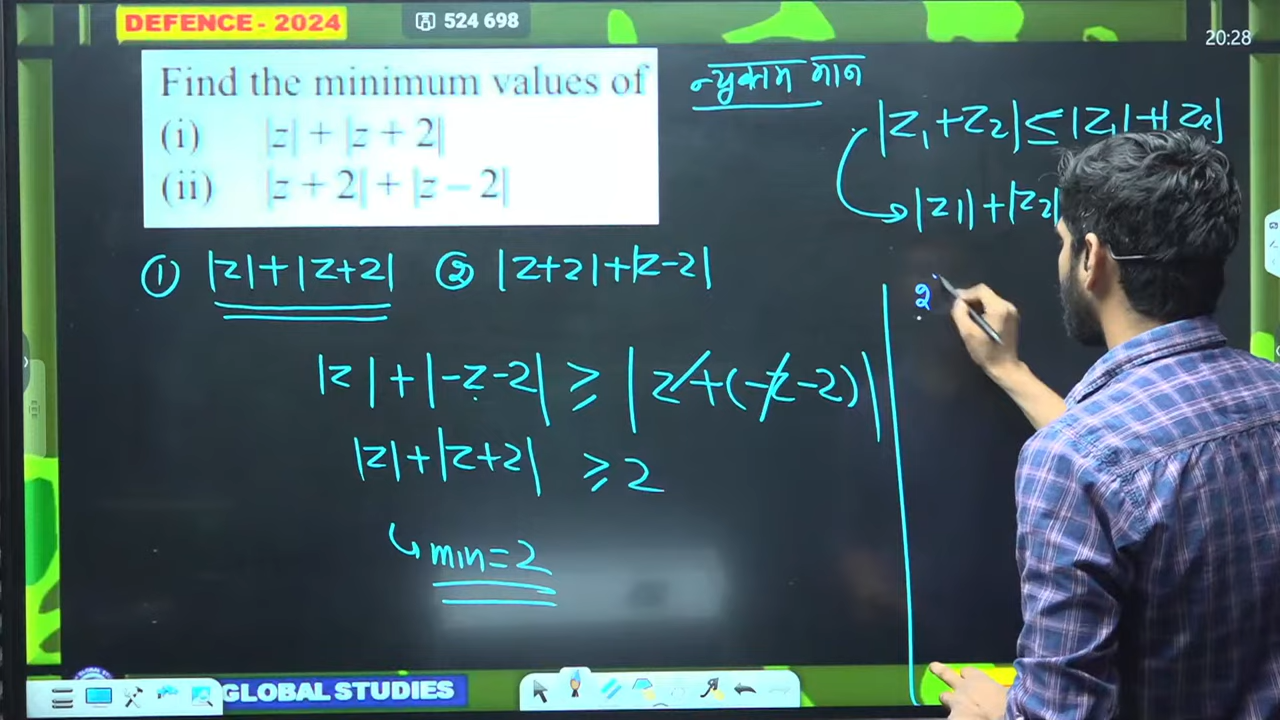 DEFENCE - 2024
524 698
20:28
Find the minimum values of
(i) |z| + |z + 2|
(ii) |z + 2| + |z − 2|
न्यूनतम मान
|Z₁+Z₂| ≤ |Z₁|+|Z₂|
|Z₁|+|Z₂|
① |Z|+|Z+2| ② |Z+2|+|Z-2|
2
|Z|+|-Z-2| ≥ |Z+(-Z-2)|
|Z|+|Z+2| ≥ 2
min=2
GLOBAL STUDIES